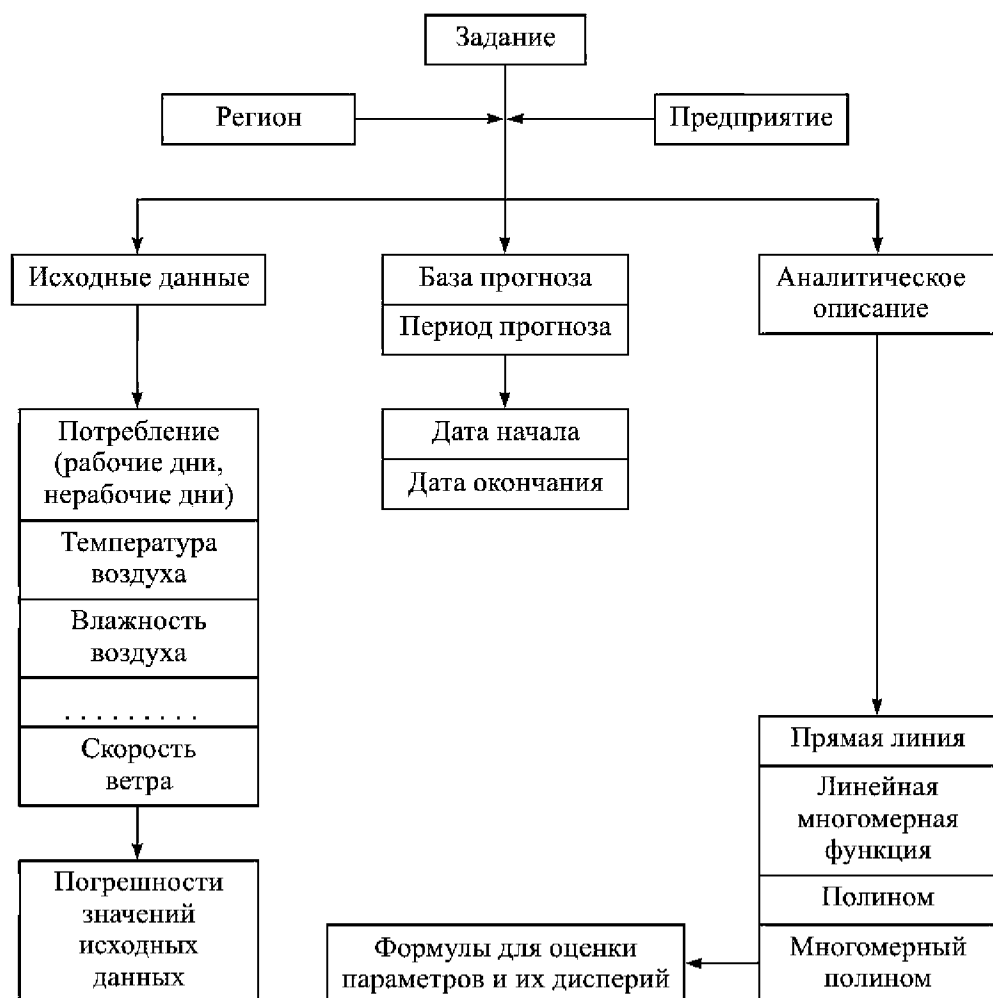 Задание
Регион
Предприятие
Исходные данные
База прогноза
Период прогноза
Аналитическое
описание
Потребление
(рабочие дни,
нерабочие дни)
Температура
воздуха
Влажность
воздуха
. . . . . . . . .
Скорость
ветра
Погрешности
значений
исходных
данных
Дата начала
Дата окончания
Прямая линия
Линейная
многомерная
функция
Полином
Многомерный
полином
Формулы для оценки
параметров и их дисперий